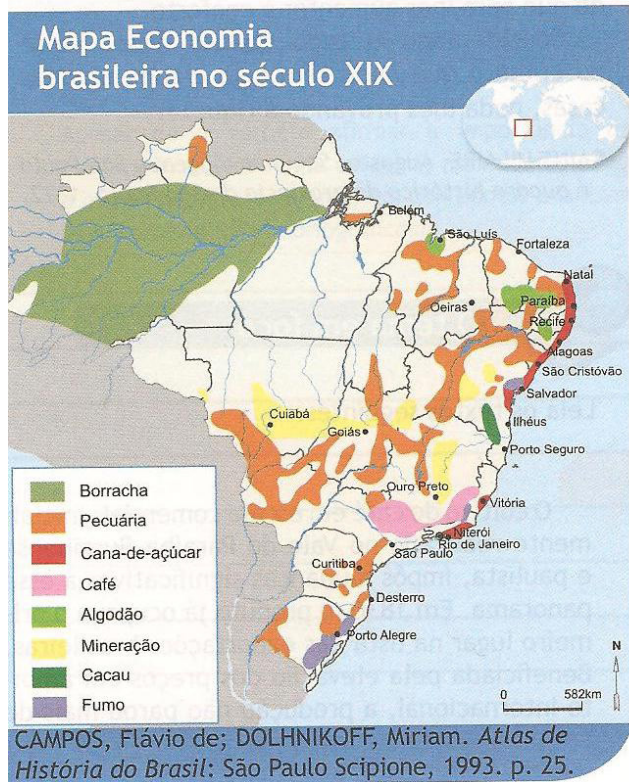 Mapa Economia
brasileira no século XIX
Belém
São Luís
Fortaleza
Natal
Oeiras
Paraíba
Recife
Alagoas
São Cristóvão
Salvador
Cuiabá
Ilhéus
Goiás
Porto Seguro
Ouro Preto
Vitória
Niterói
São Paulo
Rio de Janeiro
Curitiba
Desterro
Porto Alegre
Borracha
Pecuária
Cana-de-açúcar
Café
Algodão
Mineração
Cacau
Fumo
N
0 582km
CAMPOS, Flávio de; DOLHNIKOFF, Miriam. Atlas de
História do Brasil: São Paulo Scipione, 1993. p. 25.